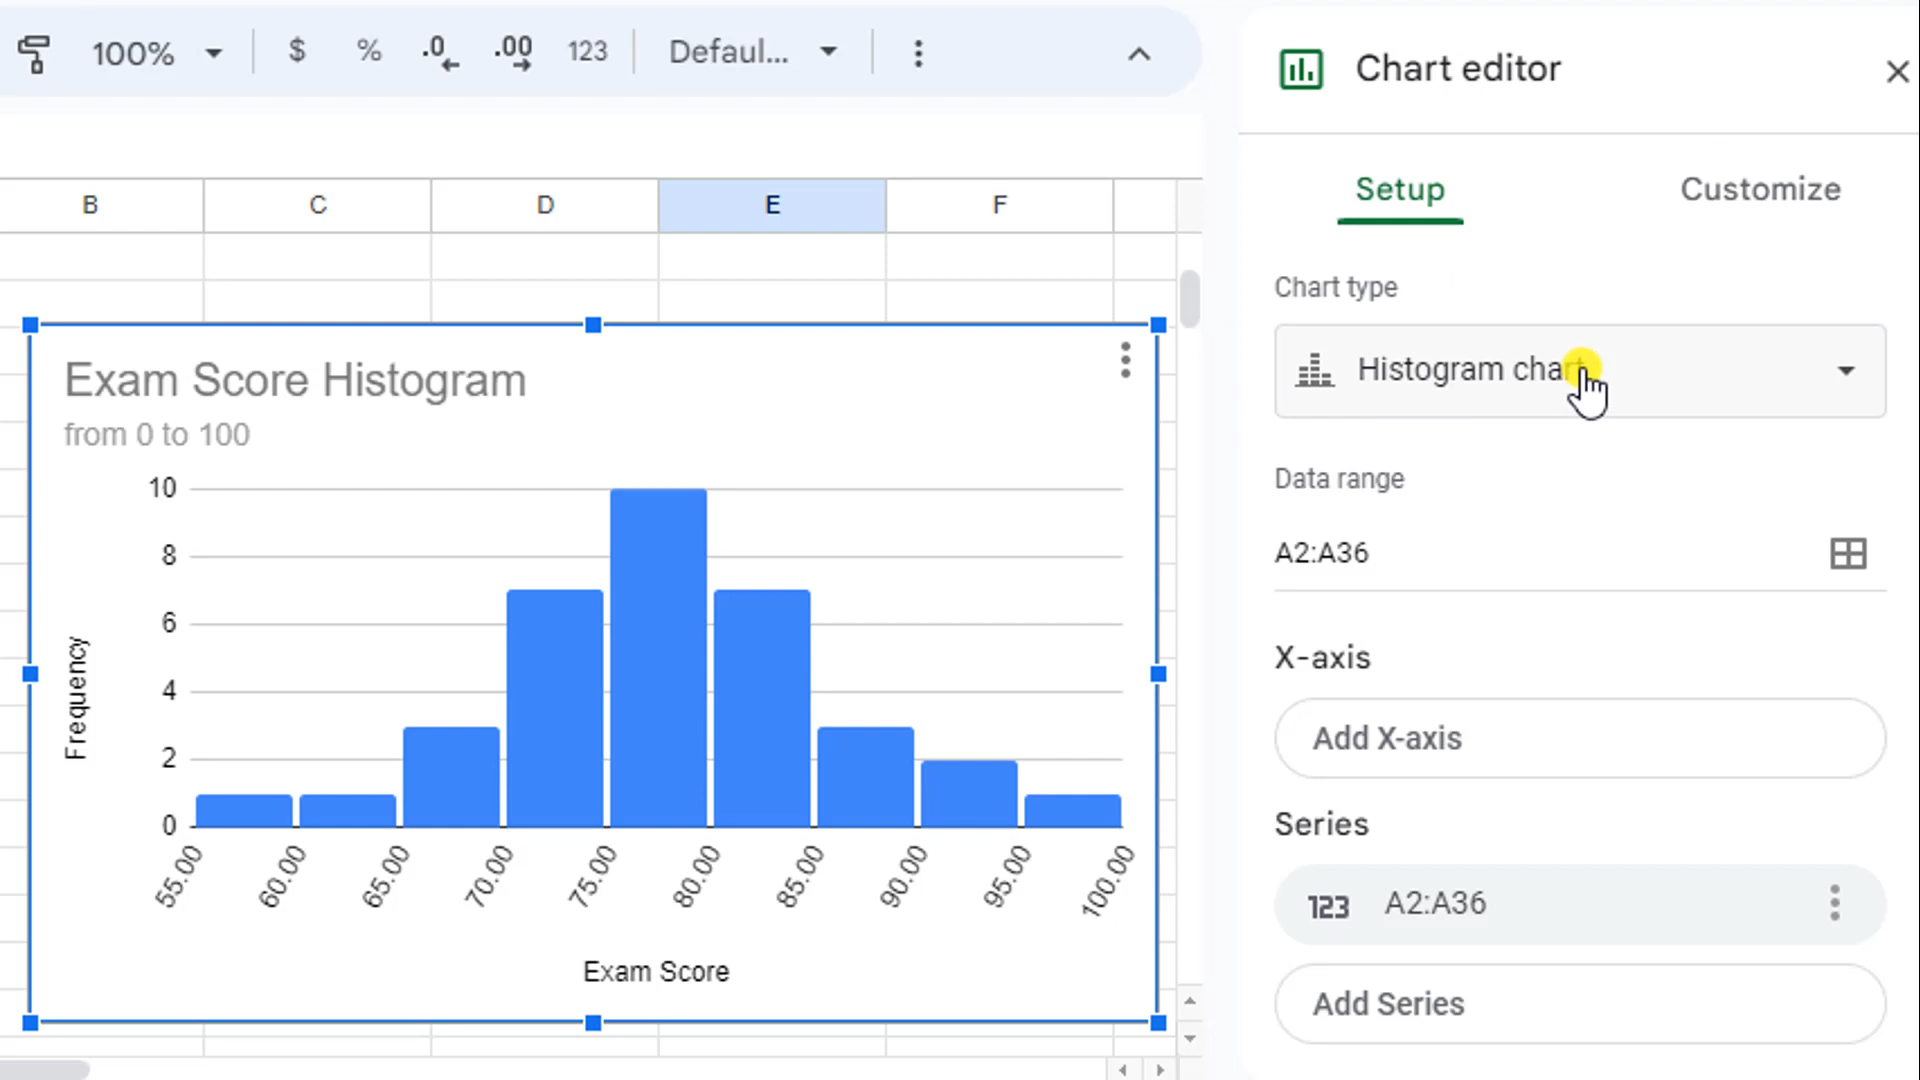 100%
$
%
.0
.00
123
Defaul...
Chart editor
Setup
Customize
B
C
D
E
F
Chart type
Histogram chart
Exam Score Histogram
from 0 to 100
Data range
A2:A36
10
8
6
4
2
0
Frequency
55.00
60.00
65.00
70.00
75.00
80.00
85.00
90.00
95.00
100.00
Exam Score
X-axis
Add X-axis
Series
123 A2:A36
Add Series